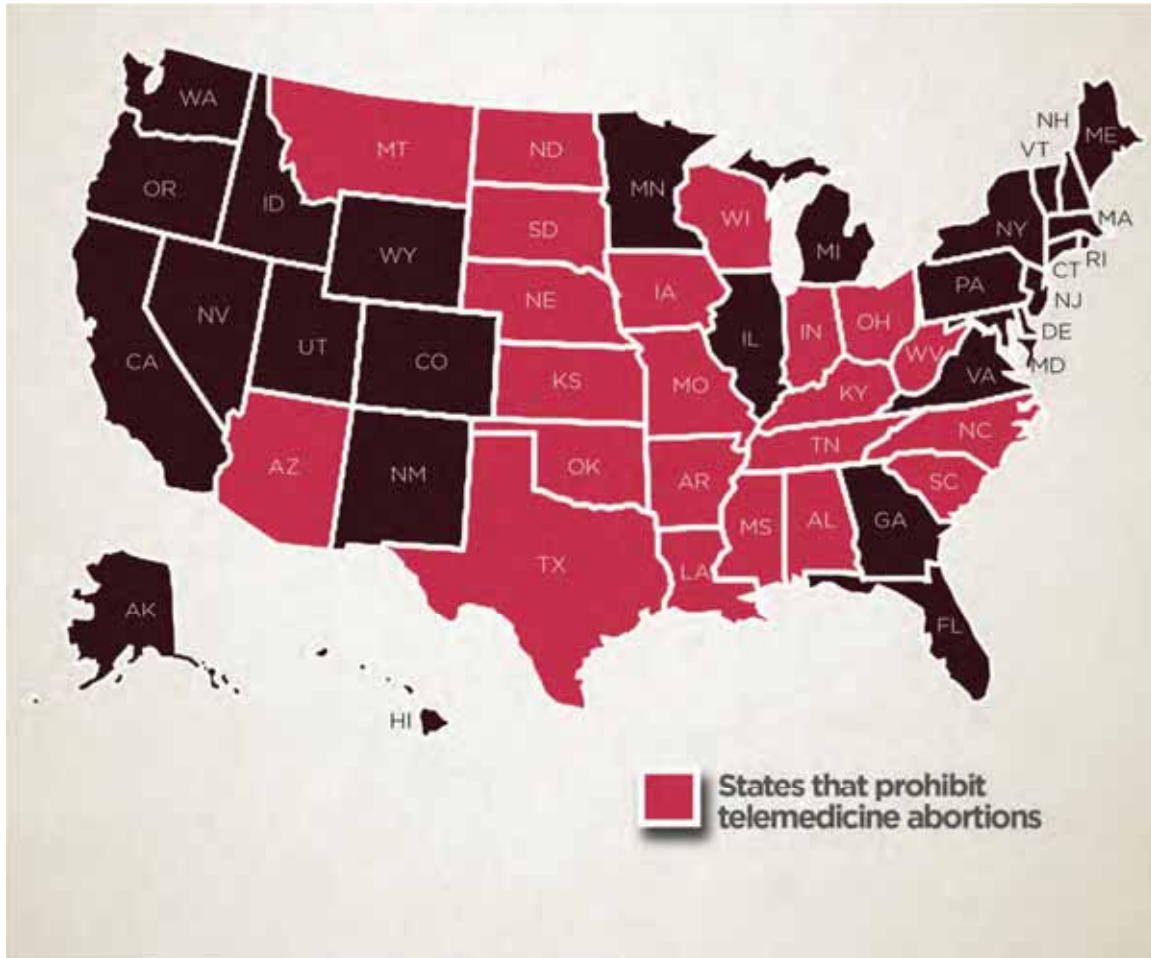 WA
MT
ND
MN
OR
ID
SD
WI
WY
MI
NH
VT
ME
NY
MA
CT
RI
NE
IA
PA
NJ
NV
UT
CO
IL
IN
OH
DE
MD
CA
KS
MO
WV
VA
KY
AZ
NM
OK
AR
TN
NC
SC
TX
LA
MS
AL
GA
AK
FL
HI
States that prohibit
telemedicine abortions